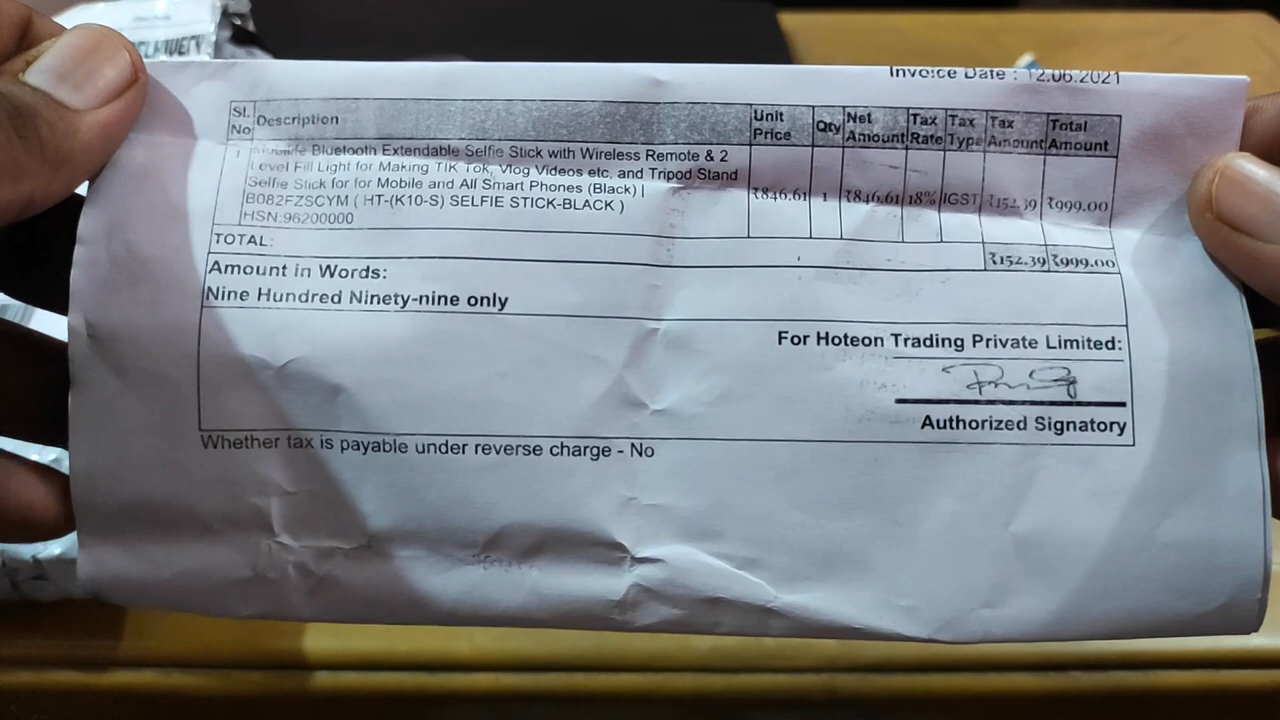 DELIVERY
Invoice Date : 12.06.2021
Sl. No Description Unit Price Qty Net Amount Tax Rate Tax Type Tax Amount Total Amount
1 Bluetooth Extendable Selfie Stick with Wireless Remote & 2
Level Fill Light for Making TIK Tok, Vlog Videos etc, and Tripod Stand
Selfie Stick for for Mobile and All Smart Phones (Black) |
B082FZSCYM ( HT-(K10-S) SELFIE STICK-BLACK )
HSN:96200000
₹846.61 1 ₹846.61 18% IGST ₹152.39 ₹999.00
TOTAL: ₹152.39 ₹999.00
Amount in Words:
Nine Hundred Ninety-nine only
For Hoteon Trading Private Limited:
Authorized Signatory
Whether tax is payable under reverse charge - No